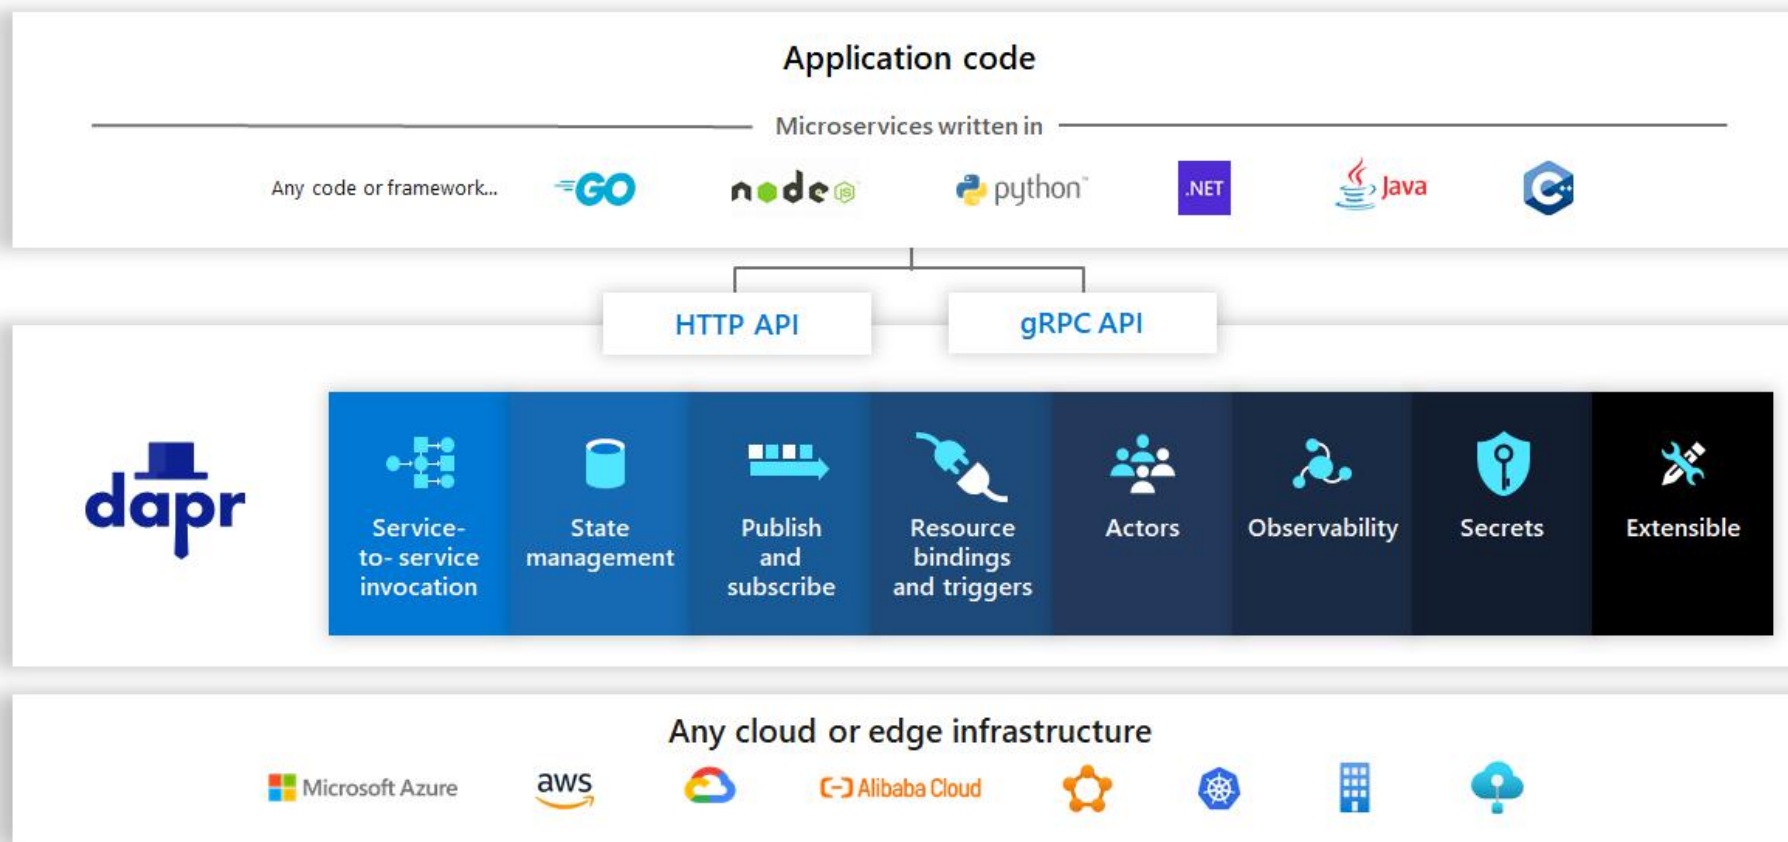 Application code
Microservices written in
Any code or framework...
GO
node JS
python™
.NET
Java
C++
HTTP API
gRPC API
dapr
Service-
to- service
invocation
State
management
Publish
and
subscribe
Resource
bindings
and triggers
Actors
Observability
Secrets
Extensible
Any cloud or edge infrastructure
Microsoft Azure
aws
Alibaba Cloud